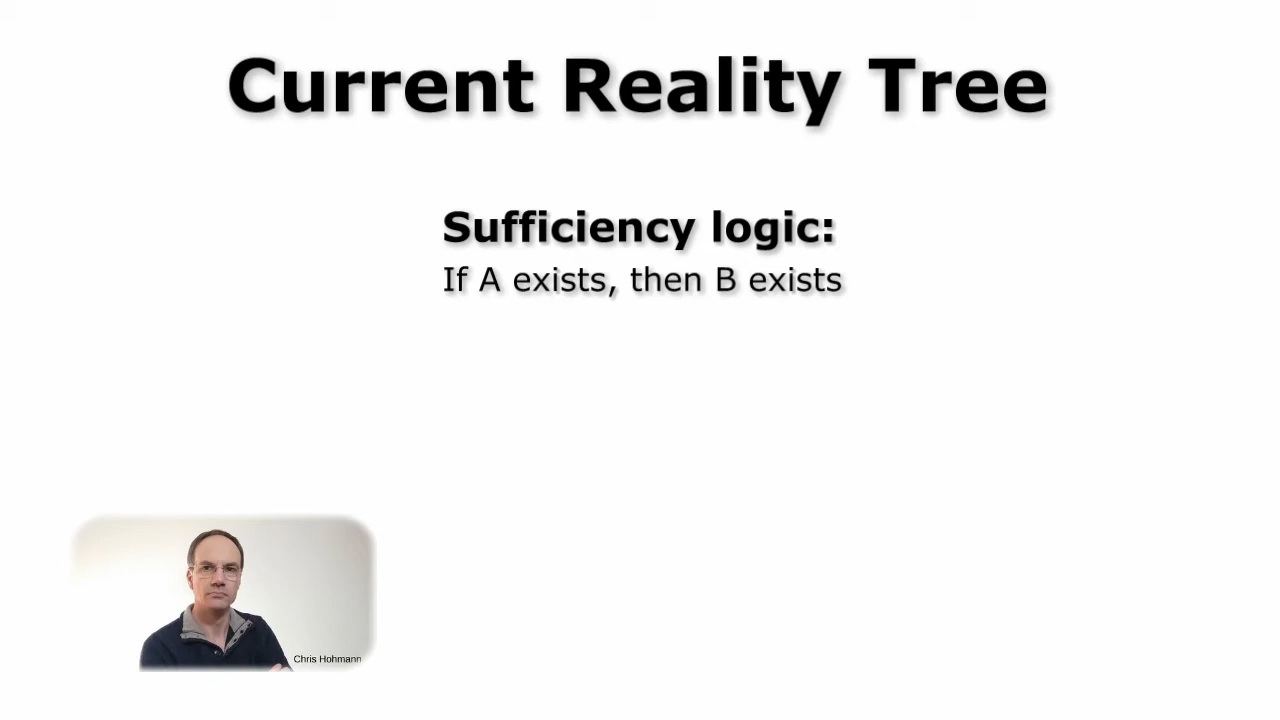 Current Reality Tree
Sufficiency logic:
If A exists, then B exists
Chris Hohmann